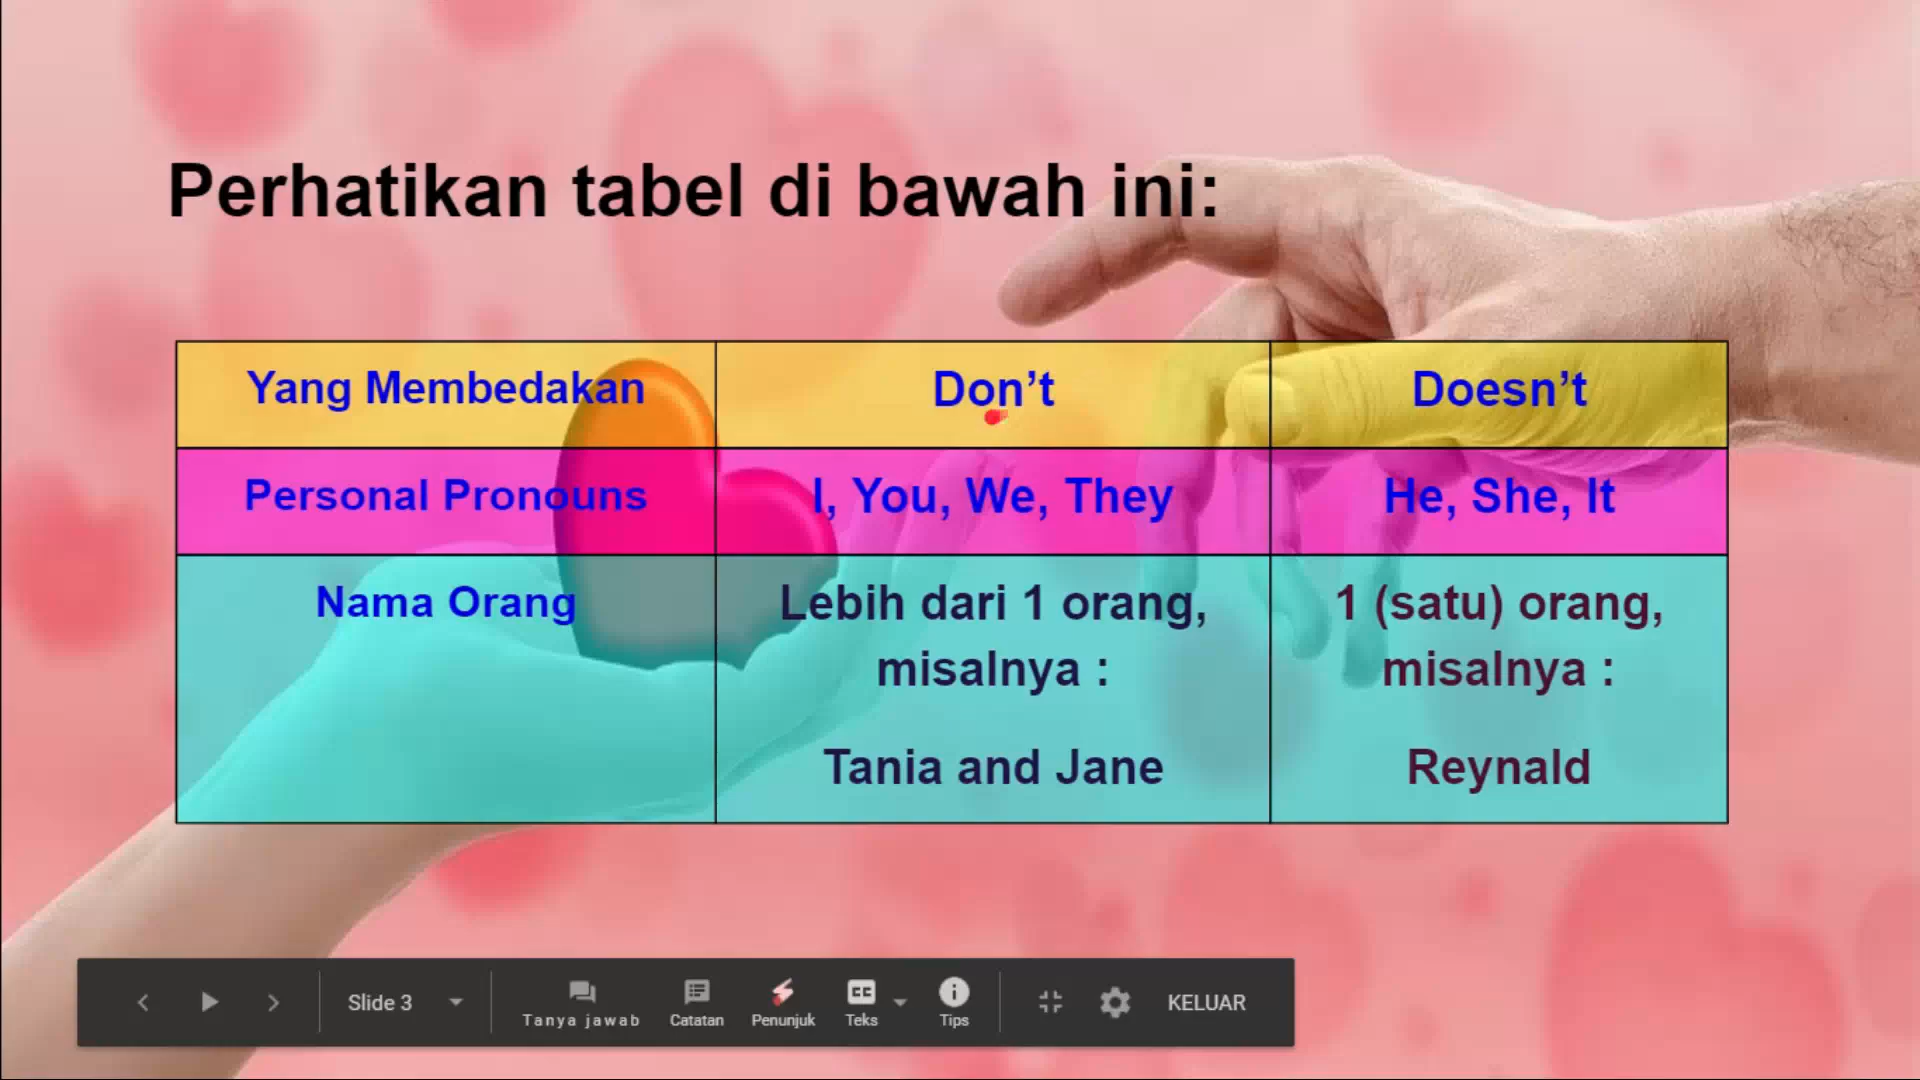 Perhatikan tabel di bawah ini:
Yang Membedakan
Don’t
Doesn’t
Personal Pronouns
I, You, We, They
He, She, It
Nama Orang
Lebih dari 1 orang,
misalnya :
Tania and Jane
1 (satu) orang,
misalnya :
Reynald
Slide 3
Tanya jawab
Catatan
Penunjuk
CC
Teks
Tips
KELUAR